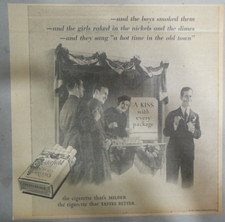 —and the boys smoked them
—and the girls raked in the nickels and the dimes
—and they sang "a hot time in the old town"
A KISS
with
every
package
the cigarette that's MILDER
the cigarette that TASTES BETTER